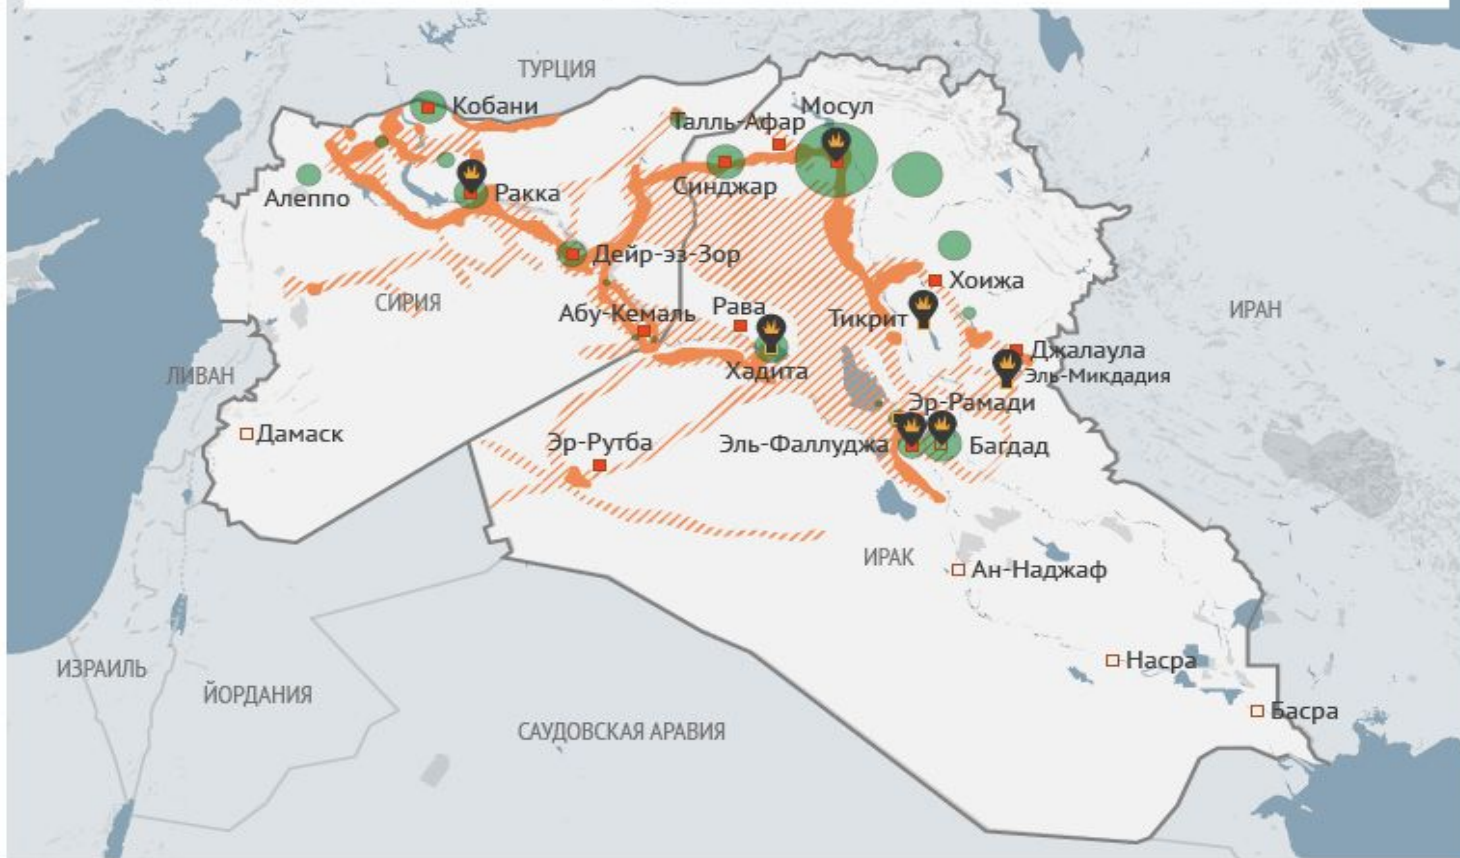 ТУРЦИЯ
Кобани
Мосул
Талль-Афар
Алеппо
Ракка
Синджар
Дейр-эз-Зор
Хоижа
СИРИЯ
Абу-Кемаль
Рава
Тикрит
ИРАН
Джалаула
ЛИВАН
Хадита
Эль-Микдадия
Эр-Рамади
Дамаск
Эр-Рутба
Эль-Фаллуджа
Багдад
ИРАК
Ан-Наджаф
ИЗРАИЛЬ
Насра
ЙОРДАНИЯ
Басра
САУДОВСКАЯ АРАВИЯ